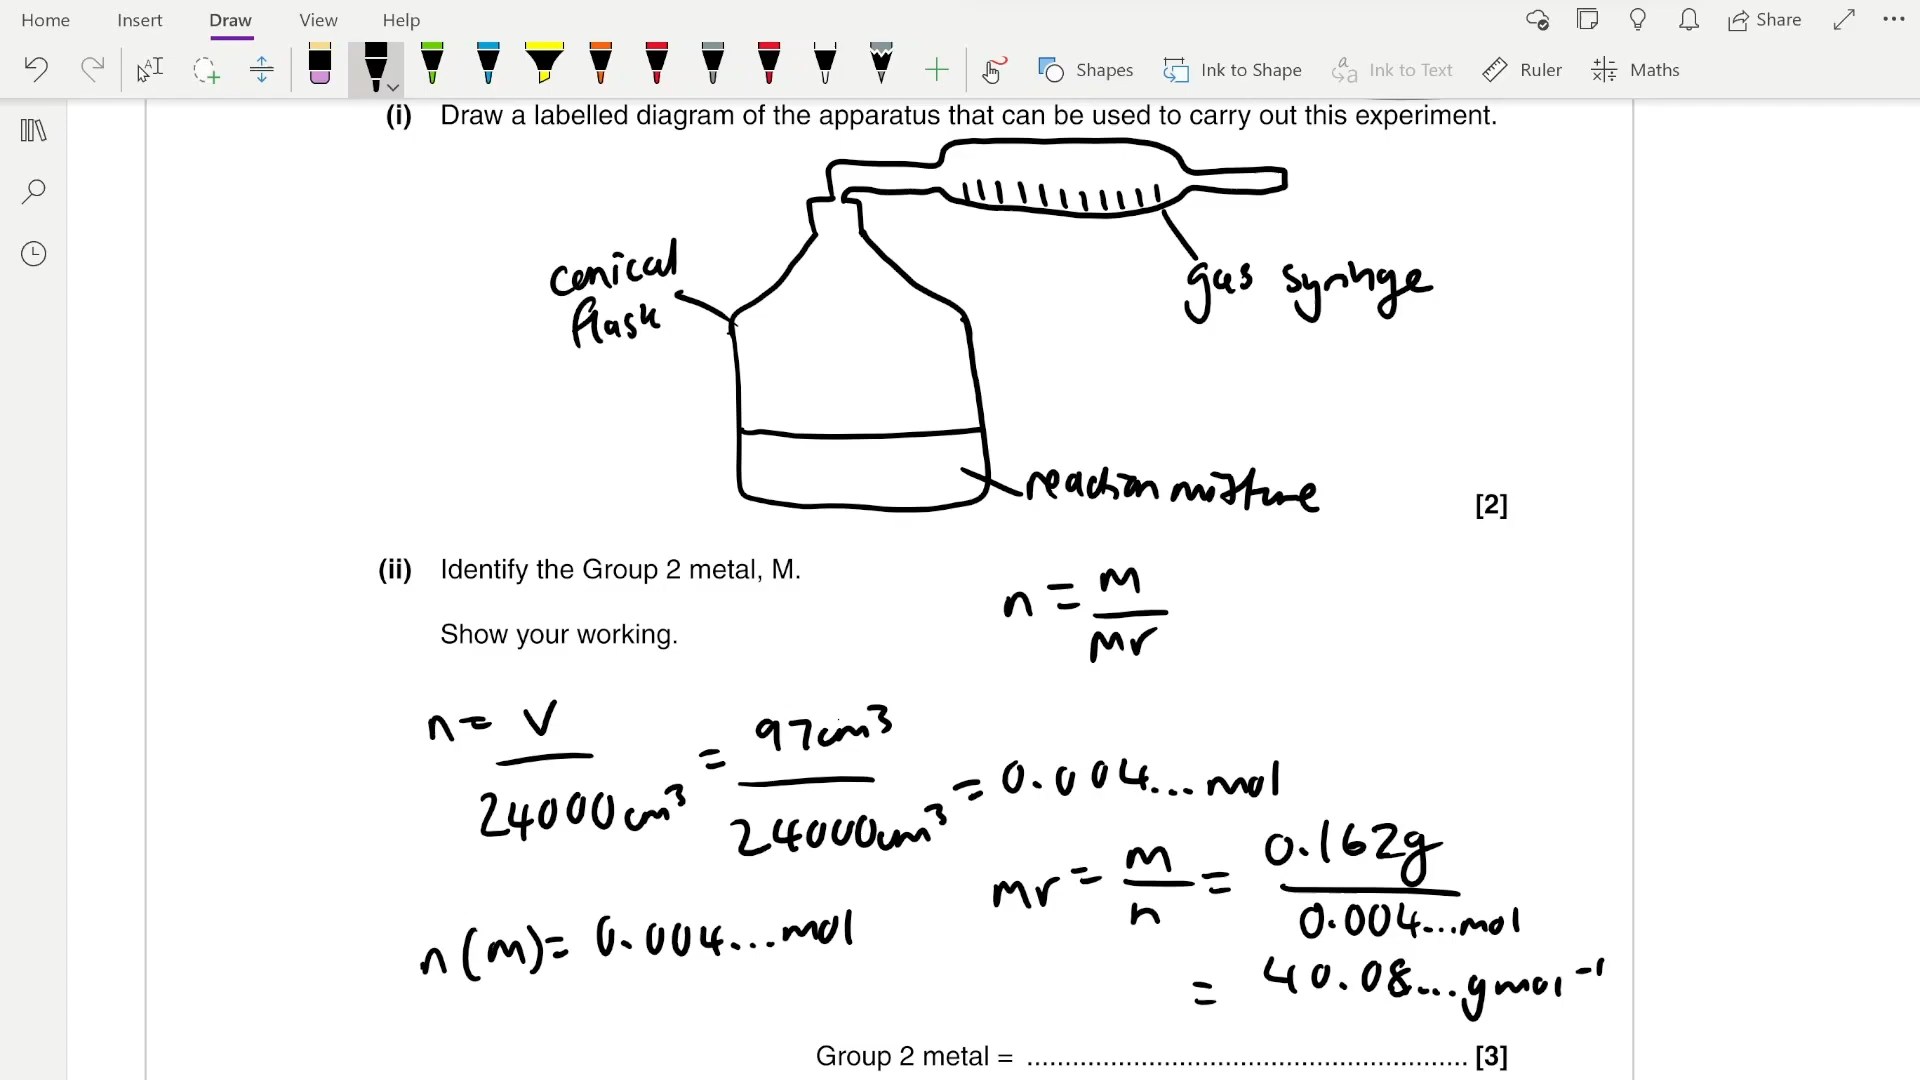 Home Insert Draw View Help Share
Shapes Ink to Shape Ink to Text Ruler Maths
(i) Draw a labelled diagram of the apparatus that can be used to carry out this experiment.
conical flask
gas syringe
reaction mixture
[2]
(ii) Identify the Group 2 metal, M.
Show your working.
n = m / Mr
n = V / 24000cm³ = 97cm³ / 24000cm³ = 0.004... mol
n(m) = 0.004... mol
Mr = m / n = 0.162g / 0.004... mol
= 40.08... gmol⁻¹
Group 2 metal = ........................................................... [3]